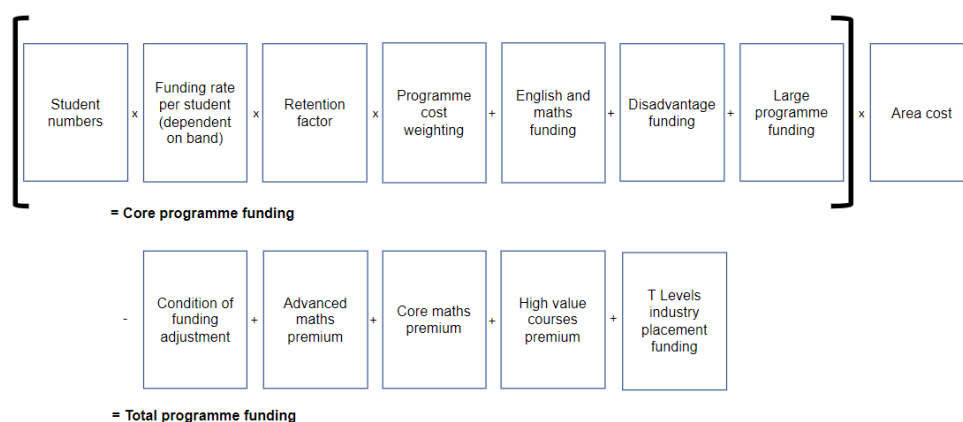 Student
numbers
x
Funding rate
per student
(dependent
on band)
x
Retention
factor
x
Programme
cost
weighting
+
English and
maths
funding
+
Disadvantage
funding
+
Large
programme
funding
x
Area cost
= Core programme funding
-
Condition of
funding
adjustment
+
Advanced
maths
premium
+
Core maths
premium
+
High value
courses
premium
+
T Levels
industry
placement
funding
= Total programme funding